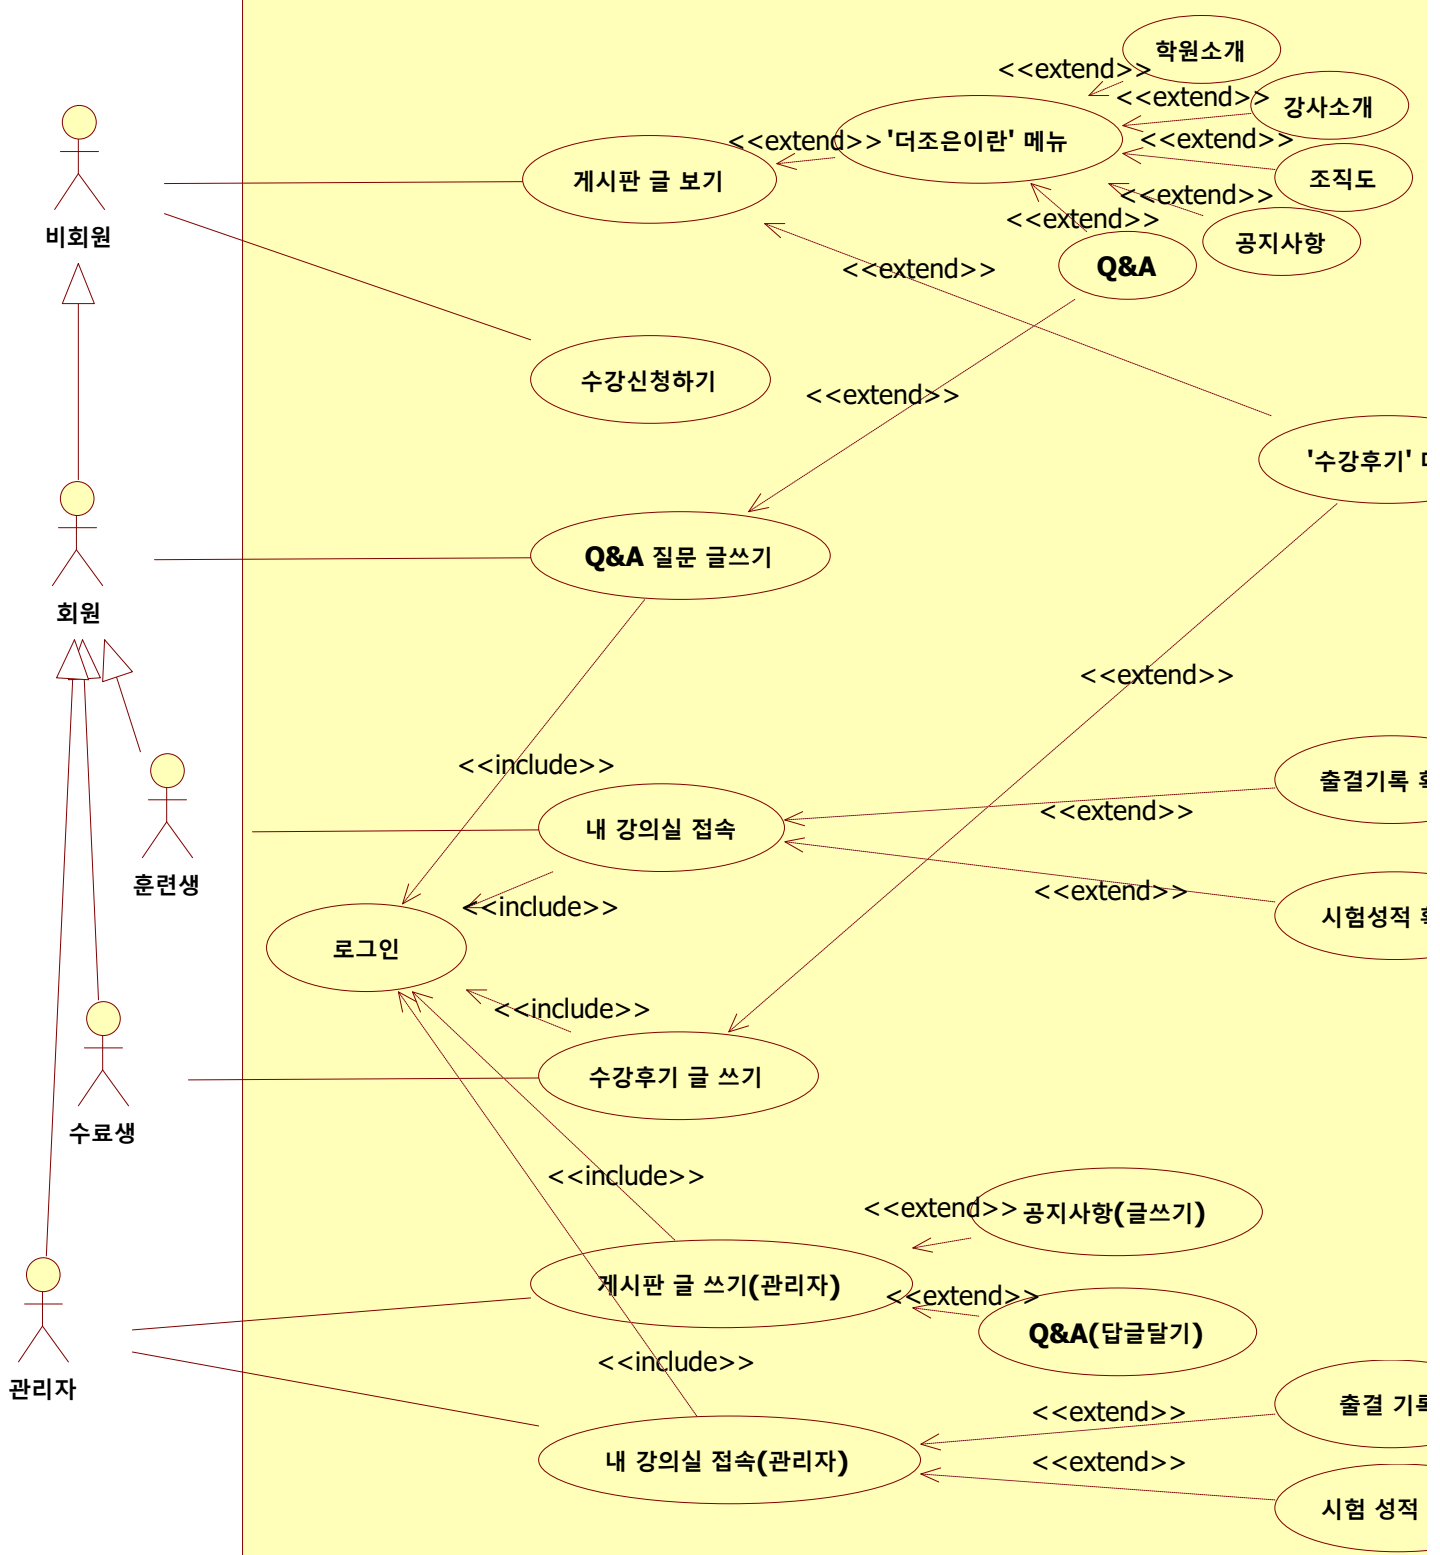 학원소개
<<extend>>
<<extend>>
강사소개
<<extend>>
'더조은이란' 메뉴
<<extend>>
게시판 글 보기
조직도
<<extend>>
<<extend>>
비회원
공지사항
<<extend>>
Q&A
수강신청하기
<<extend>>
'수강후기'
Q&A 질문 글쓰기
회원
<<extend>>
<<include>>
출결기록
<<extend>>
내 강의실 접속
훈련생
<<extend>>
<<include>>
시험성적
로그인
<<include>>
수강후기 글 쓰기
수료생
<<include>>
<<extend>>
공지사항(글쓰기)
게시판 글 쓰기(관리자)
<<extend>>
Q&A(답글달기)
<<include>>
관리자
<<extend>>
출결
내 강의실 접속(관리자)
<<extend>>
시험 성적